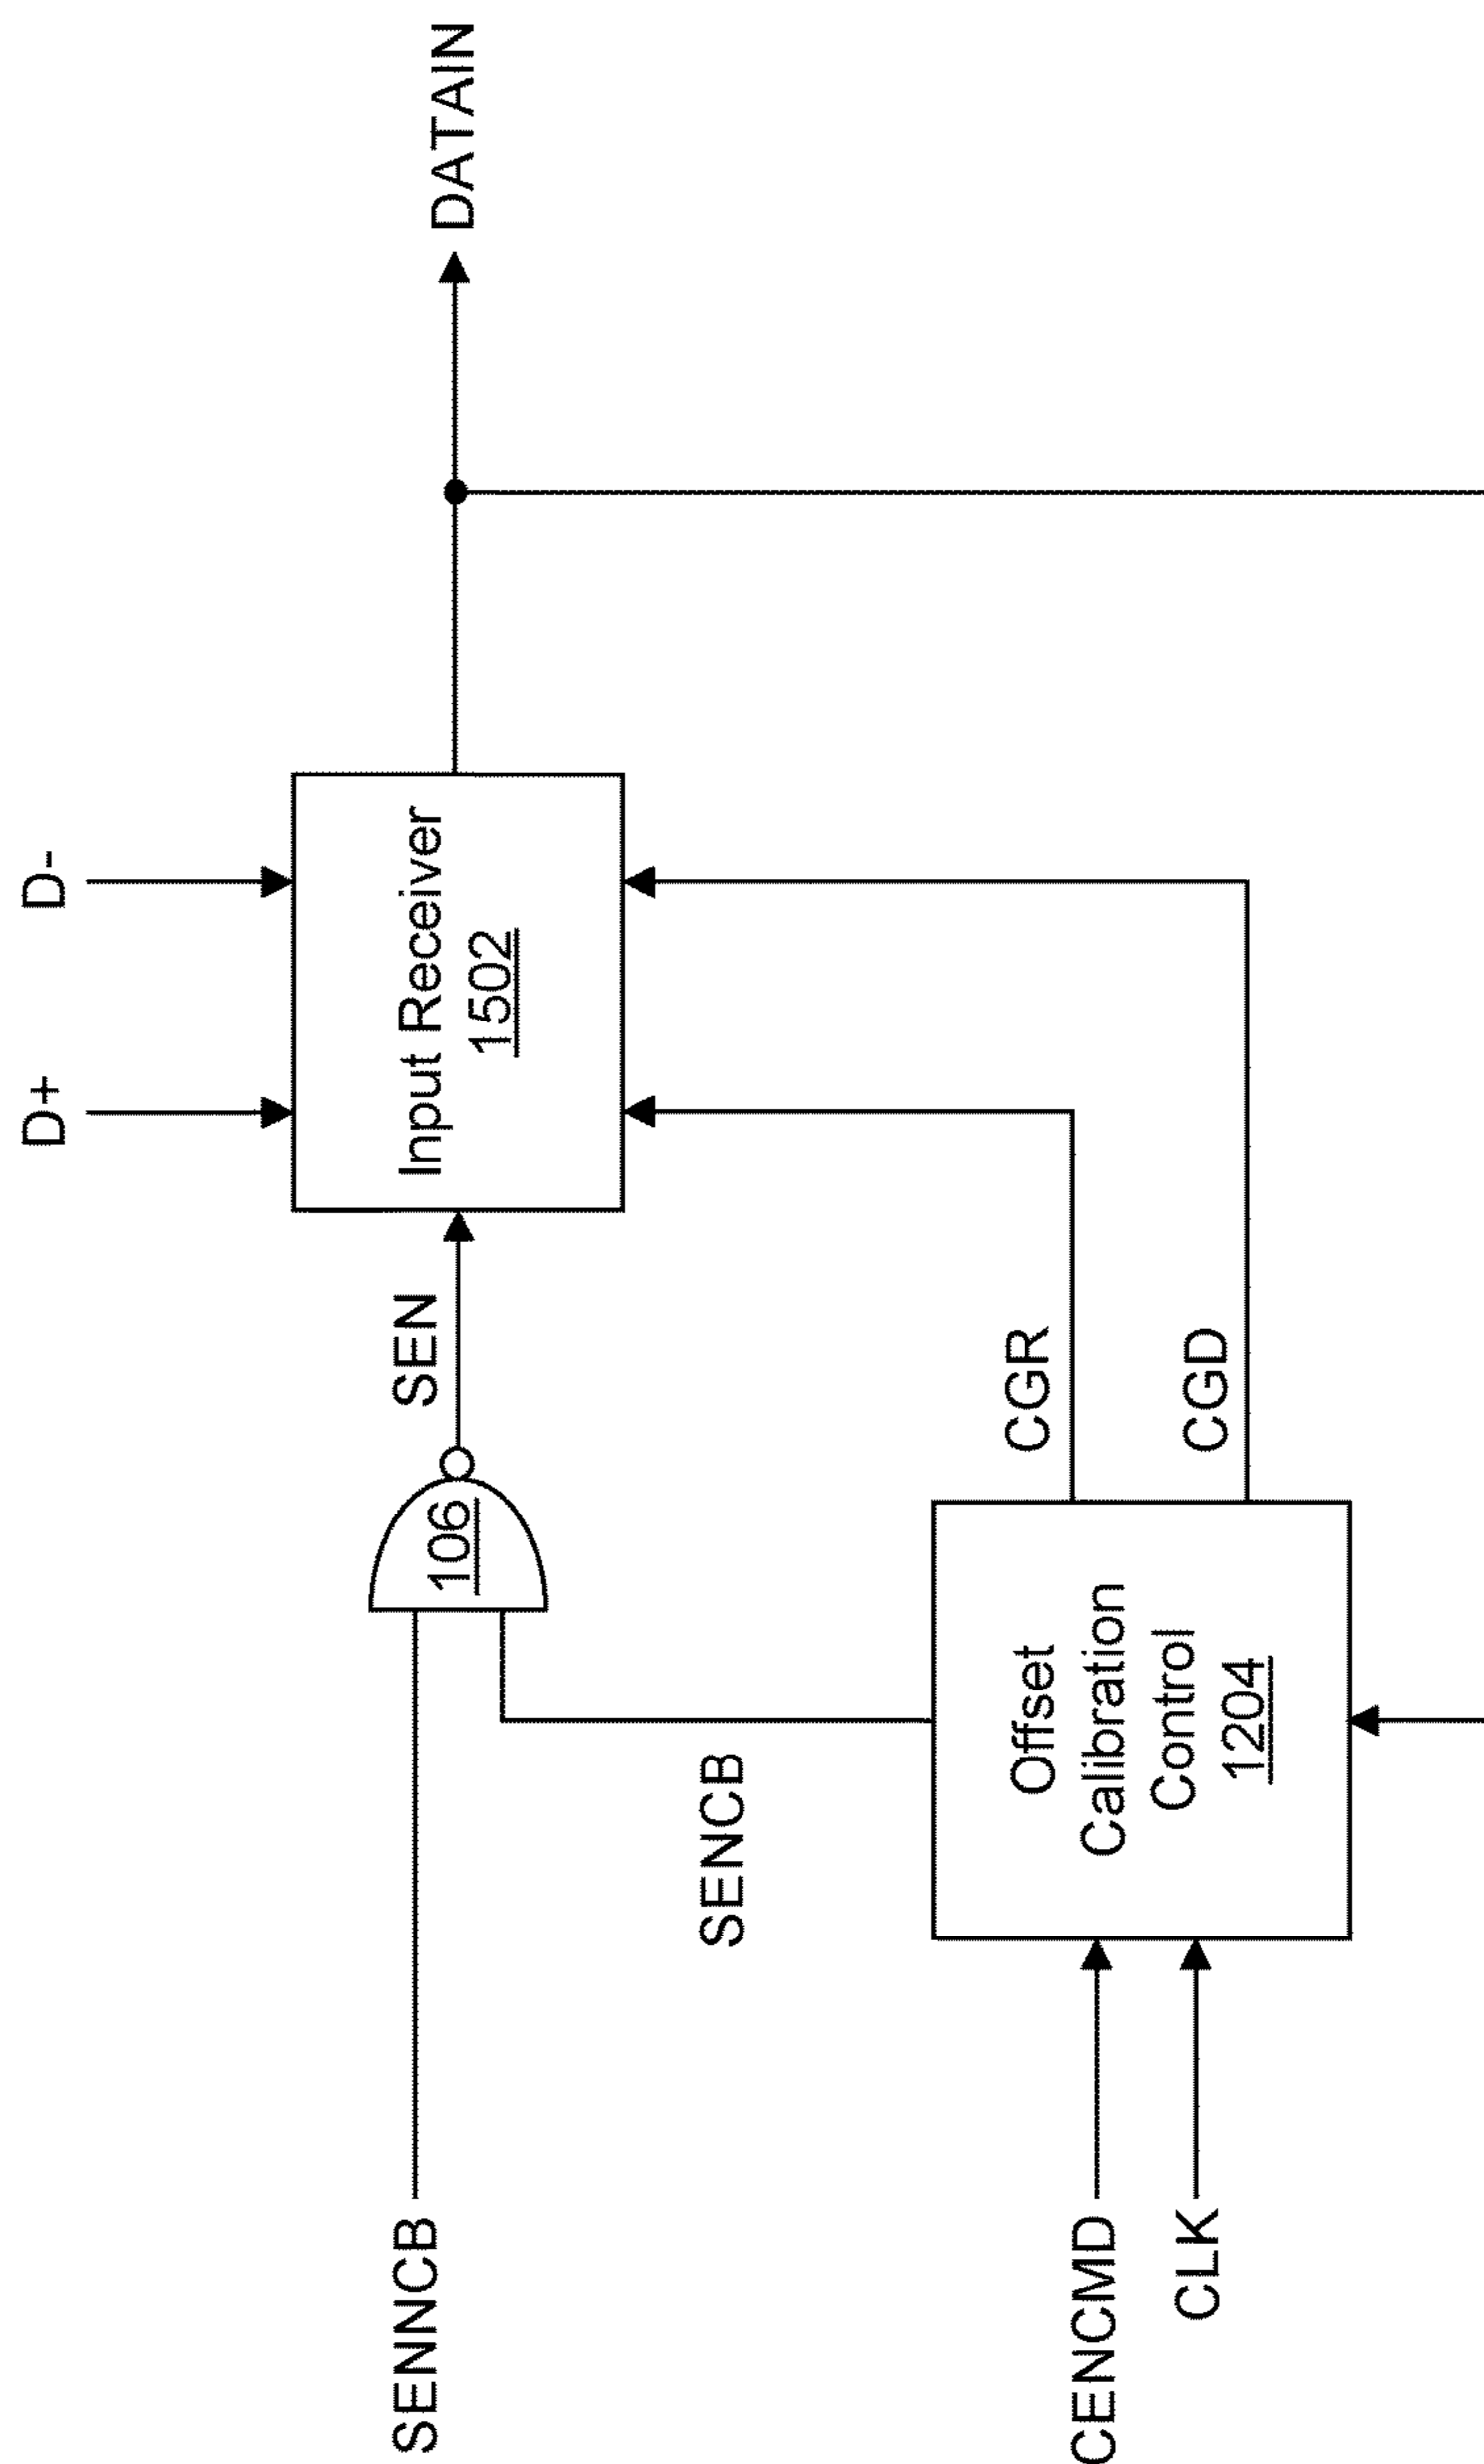 D+
D-
SENNCB
106
SEN
Input Receiver
1502
DATAIN
SENCB
CGR
CGD
CENCMD
CLK
Offset
Calibration
Control
1204